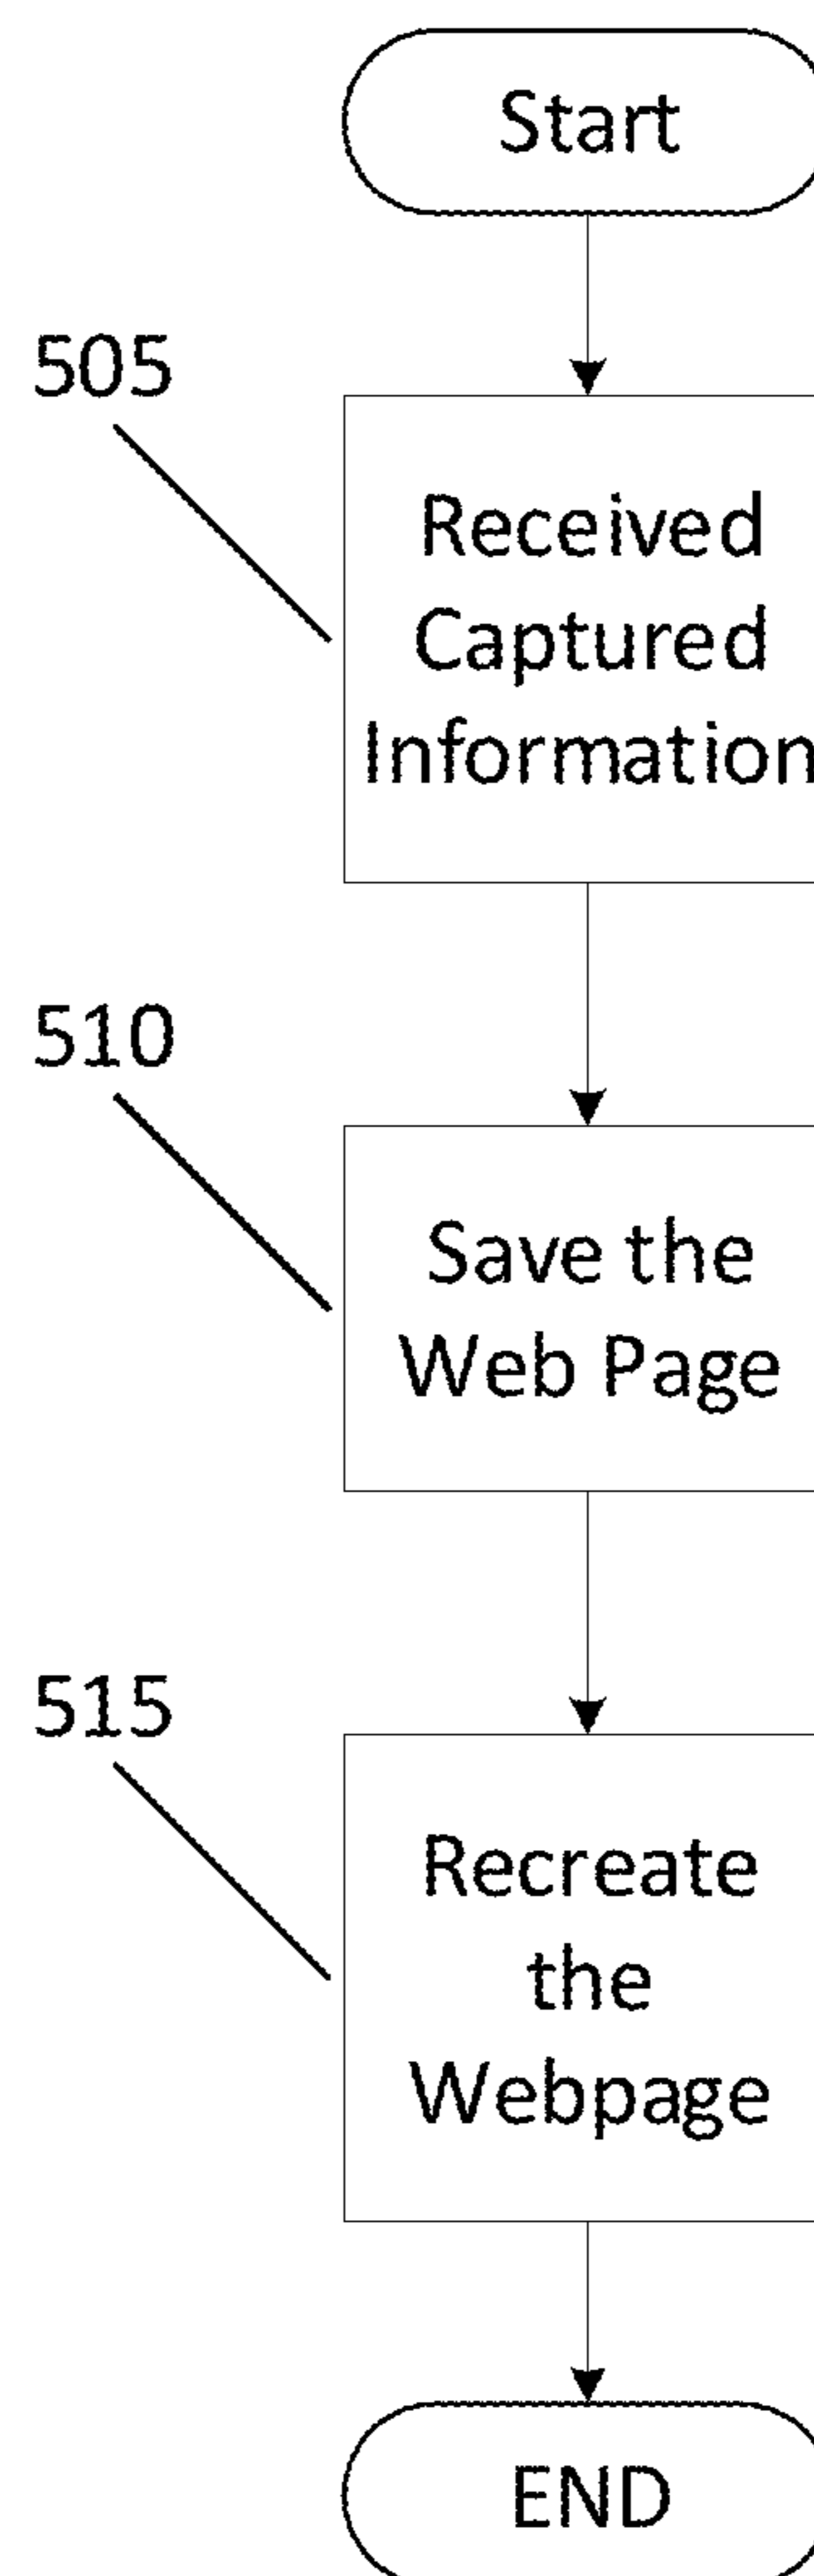 Start
505
Received
Captured
Information
510
Save the
Web Page
515
Recreate
the
Webpage
END